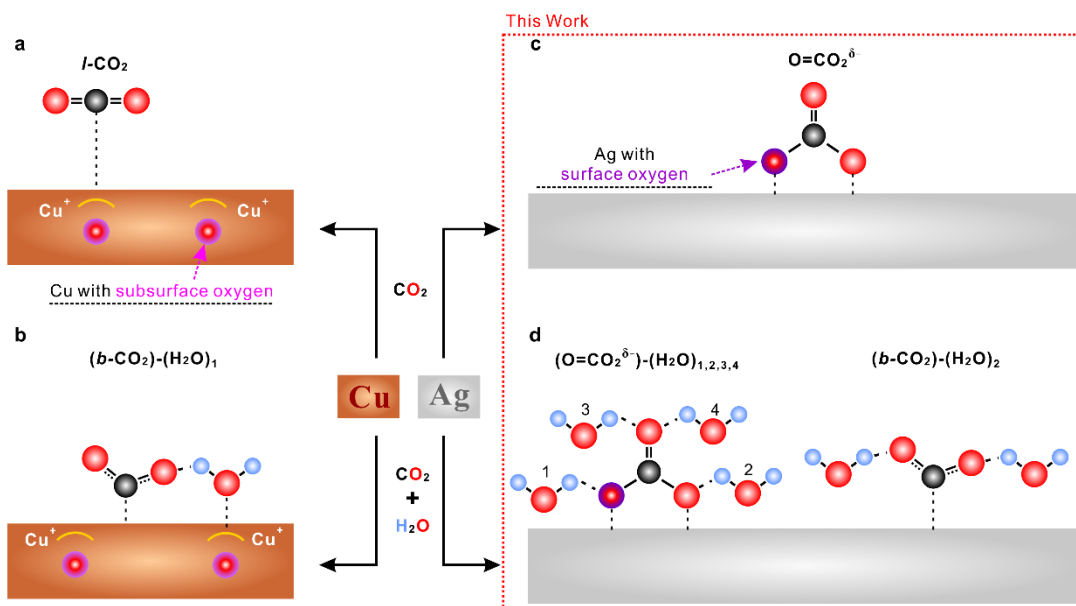 This Work
a
l-CO₂
Cu⁺
Cu⁺
Cu with subsurface oxygen
b
(b-CO₂)-(H₂O)₁
Cu⁺
Cu⁺
CO₂
Cu
Ag
CO₂
+
H₂O
c
O=CO₂ᵟ⁻
Ag with
surface oxygen
d
(O=CO₂ᵟ⁻)-(H₂O)₁,₂,₃,₄
(b-CO₂)-(H₂O)₂
3
4
1
2